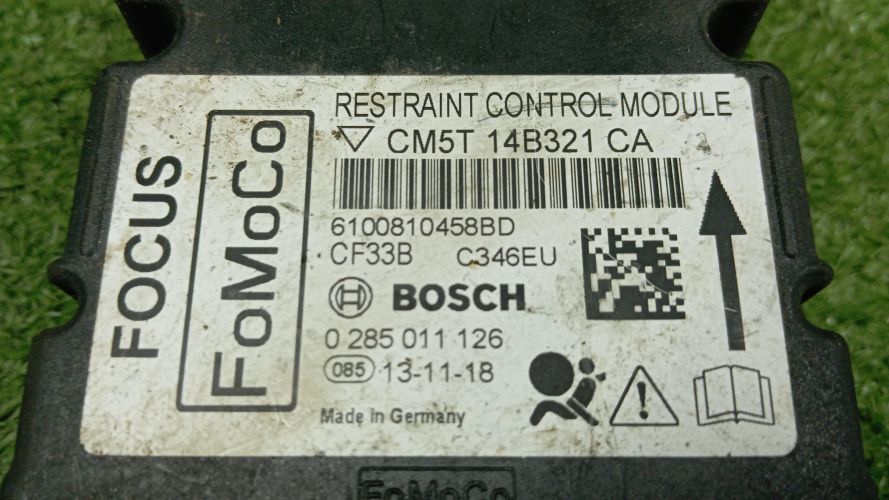 FOCUS
FoMoCo
RESTRAINT CONTROL MODULE
CM5T 14B321 CA
6100810458BD
CF33B C346EU
BOSCH
0 285 011 126
085 13-11-18
Made in Germany
FoMoCo